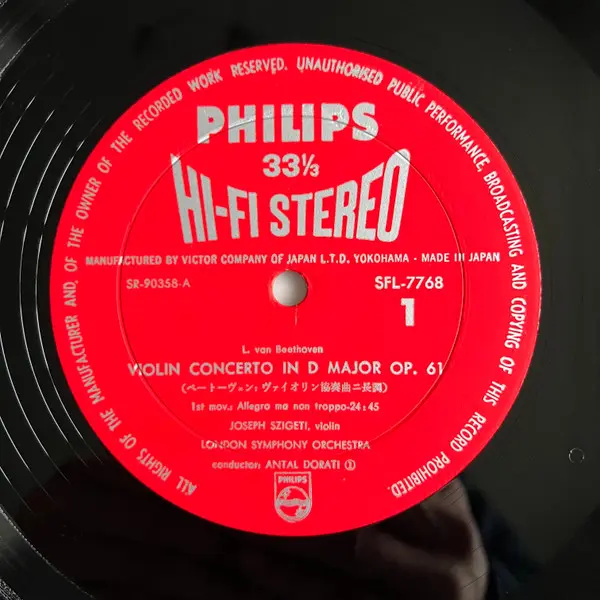 ALL RIGHTS OF THE MANUFACTURER AND, OF THE OWNER OF THE RECORDED WORK RESERVED. UNAUTHORISED PUBLIC PERFORMANCE, BROADCASTING AND COPYING OF THIS RECORD PROHIBITED.
PHILIPS
33⅓
HI-FI STEREO
MANUFACTURED BY VICTOR COMPANY OF JAPAN L.T.D. YOKOHAMA - MADE IN JAPAN
SR-90358-A SFL-7768
1
L. van Beethoven
VIOLIN CONCERTO IN D MAJOR OP. 61
(ベートーヴェン: ヴァイオリン協奏曲ニ長調)
1st mov.: Allegro ma non troppo-24:45
JOSEPH SZIGETI, violin
LONDON SYMPHONY ORCHESTRA
conductor: ANTAL DORATI ①
PHILIPS